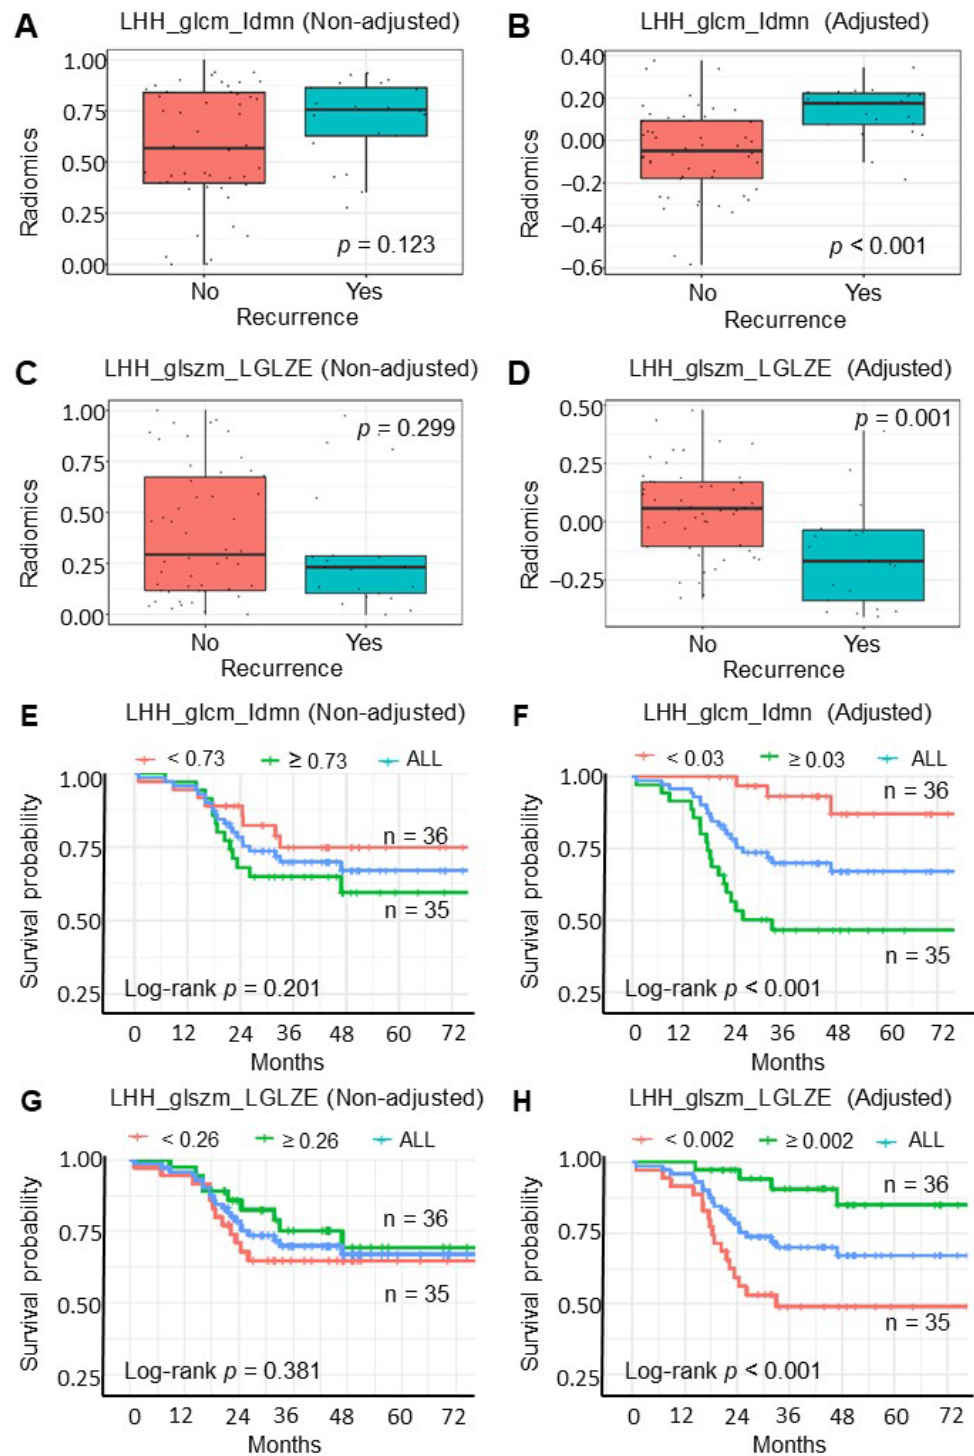 A LHH_glcm_Idmn (Non-adjusted)
1.00
0.75
0.50
0.25
0.00
Radiomics
p = 0.123
No Yes
Recurrence
B LHH_glcm_Idmn (Adjusted)
0.40
0.20
0.00
−0.2
−0.4
−0.6
Radiomics
p < 0.001
No Yes
Recurrence
C LHH_glszm_LGLZE (Non-adjusted)
1.00
0.75
0.50
0.25
0.00
Radiomics
p = 0.299
No Yes
Recurrence
D LHH_glszm_LGLZE (Adjusted)
0.50
0.25
0.00
−0.25
Radiomics
p = 0.001
No Yes
Recurrence
E LHH_glcm_Idmn (Non-adjusted)
< 0.73 ≥ 0.73 ALL
1.00
0.75
0.50
0.25
Survival probability
n = 36
n = 35
Log-rank p = 0.201
0 12 24 36 48 60 72
Months
F LHH_glcm_Idmn (Adjusted)
< 0.03 ≥ 0.03 ALL
1.00
0.75
0.50
0.25
Survival probability
n = 36
n = 35
Log-rank p < 0.001
0 12 24 36 48 60 72
Months
G LHH_glszm_LGLZE (Non-adjusted)
< 0.26 ≥ 0.26 ALL
1.00
0.75
0.50
0.25
Survival probability
n = 36
n = 35
Log-rank p = 0.381
0 12 24 36 48 60 72
Months
H LHH_glszm_LGLZE (Adjusted)
< 0.002 ≥ 0.002 ALL
1.00
0.75
0.50
0.25
Survival probability
n = 36
n = 35
Log-rank p < 0.001
0 12 24 36 48 60 72
Months